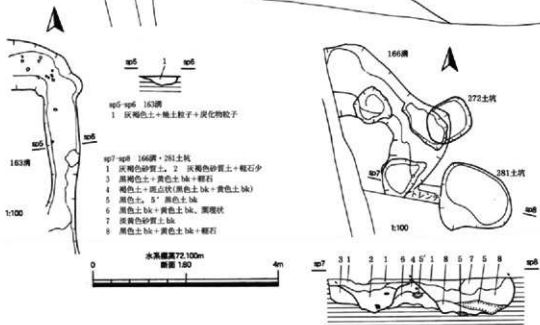 sp5 1 sp6
sp5-sp6 163溝
1 灰褐色土+焼土粒子+炭化物粒子
sp5
sp6
163溝
1:100
sp7-sp8 166溝・281土坑
1 灰褐色砂質土。 2 灰褐色砂質土+軽石少
3 黒褐色土+黄色土bk+軽石
4 褐色土+斑点状(黒色土bk+黄色土bk)
5 黒色土。 5' 黒色土bk
6 黒色土bk+黄色土bk、薄層状
7 淡黄色砂質土bk
8 黒色土bk+黄色土bk+軽石
水系標高72.100m
断面 1:60
0 4m
166溝
272土坑
sp7
トレンチ
281土坑
sp8
1:100
sp7 sp8
3 1 2 1 6 4 5' 1 8 5 7 5 8